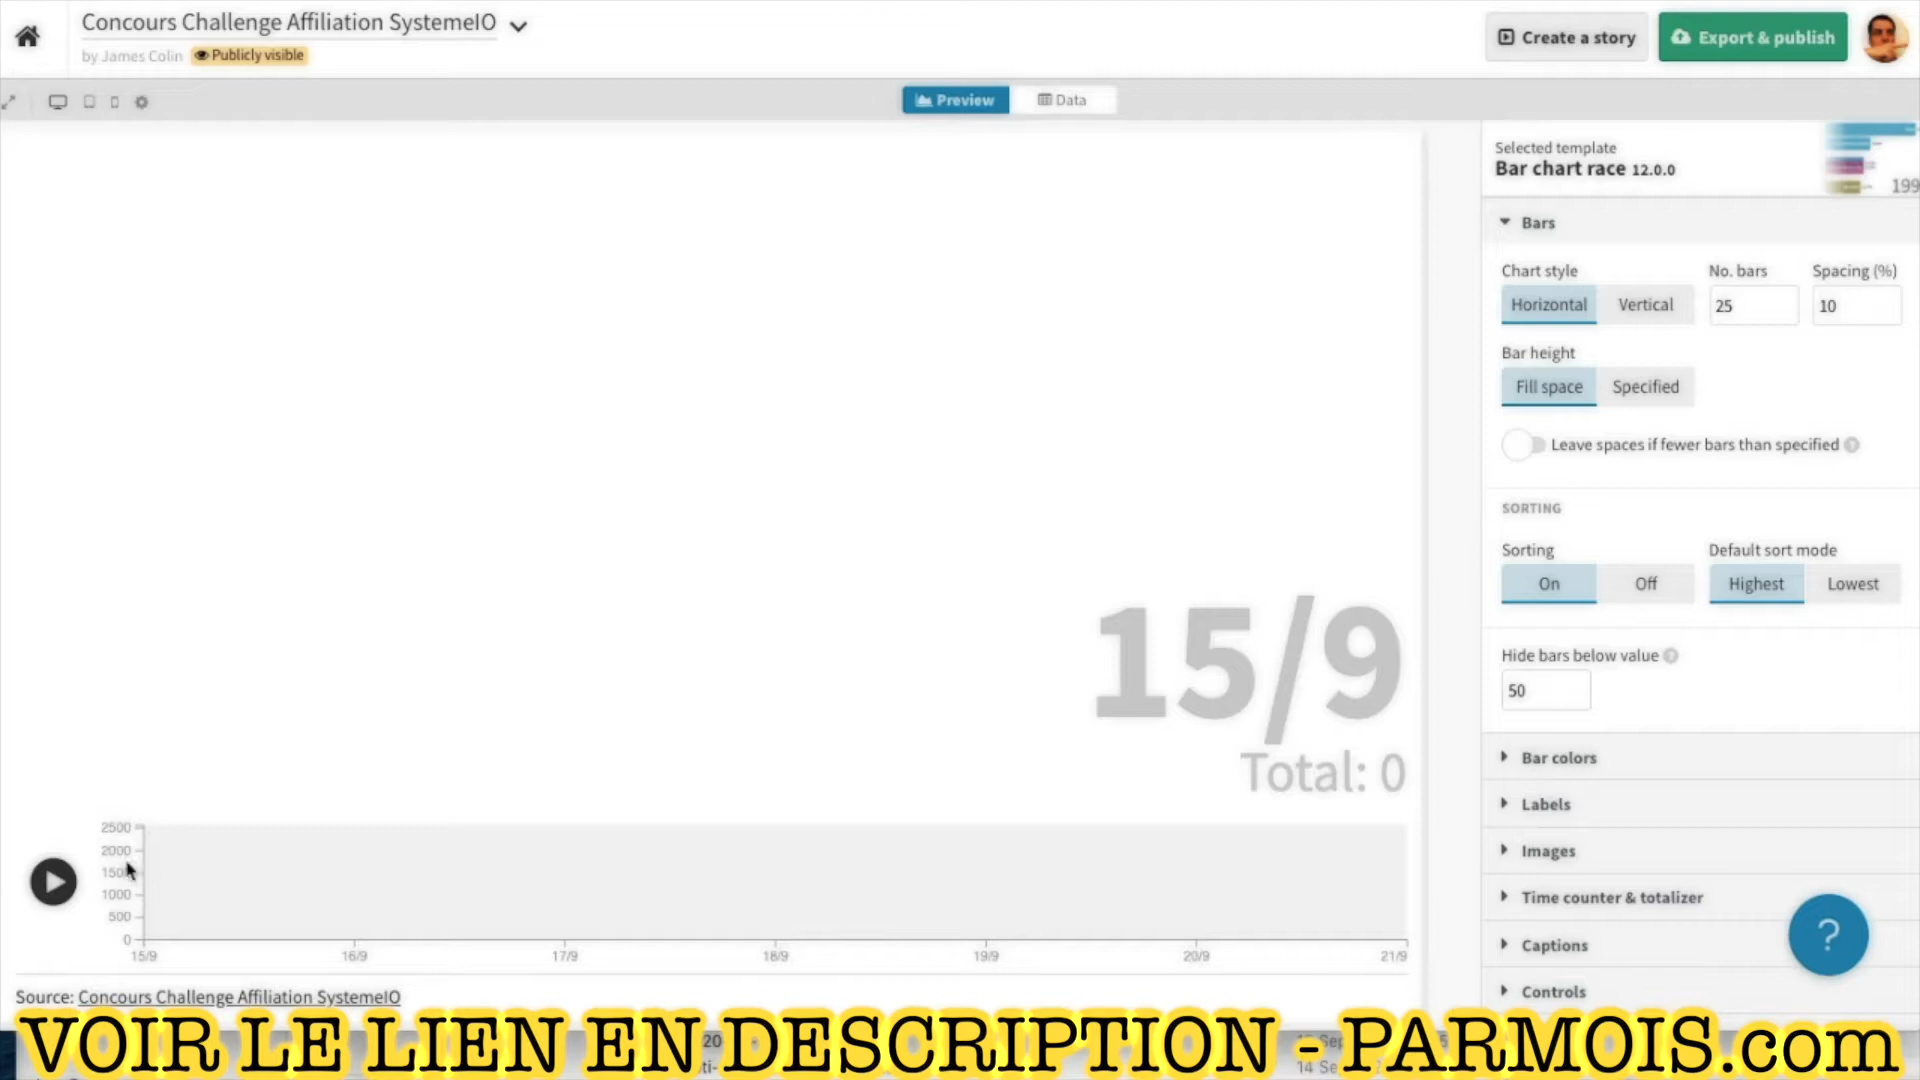 Concours Challenge Affiliation SystemeIO
by James Colin Publicly visible
Create a story
Export & publish
Preview
Data
Selected template
Bar chart race 12.0.0
199
Bars
Chart style No. bars Spacing (%)
Horizontal Vertical 25 10
Bar height
Fill space Specified
Leave spaces if fewer bars than specified ?
SORTING
Sorting Default sort mode
On Off Highest Lowest
Hide bars below value ?
50
15/9
Total: 0
Bar colors
Labels
Images
Time counter & totalizer
Captions
Controls
?
2500
2000
150
1000
500
0
15/9 16/9 17/9 18/9 19/9 20/9 21/9
Source: Concours Challenge Affiliation SystemeIO
VOIR LE LIEN EN DESCRIPTION - PARMOIS.com